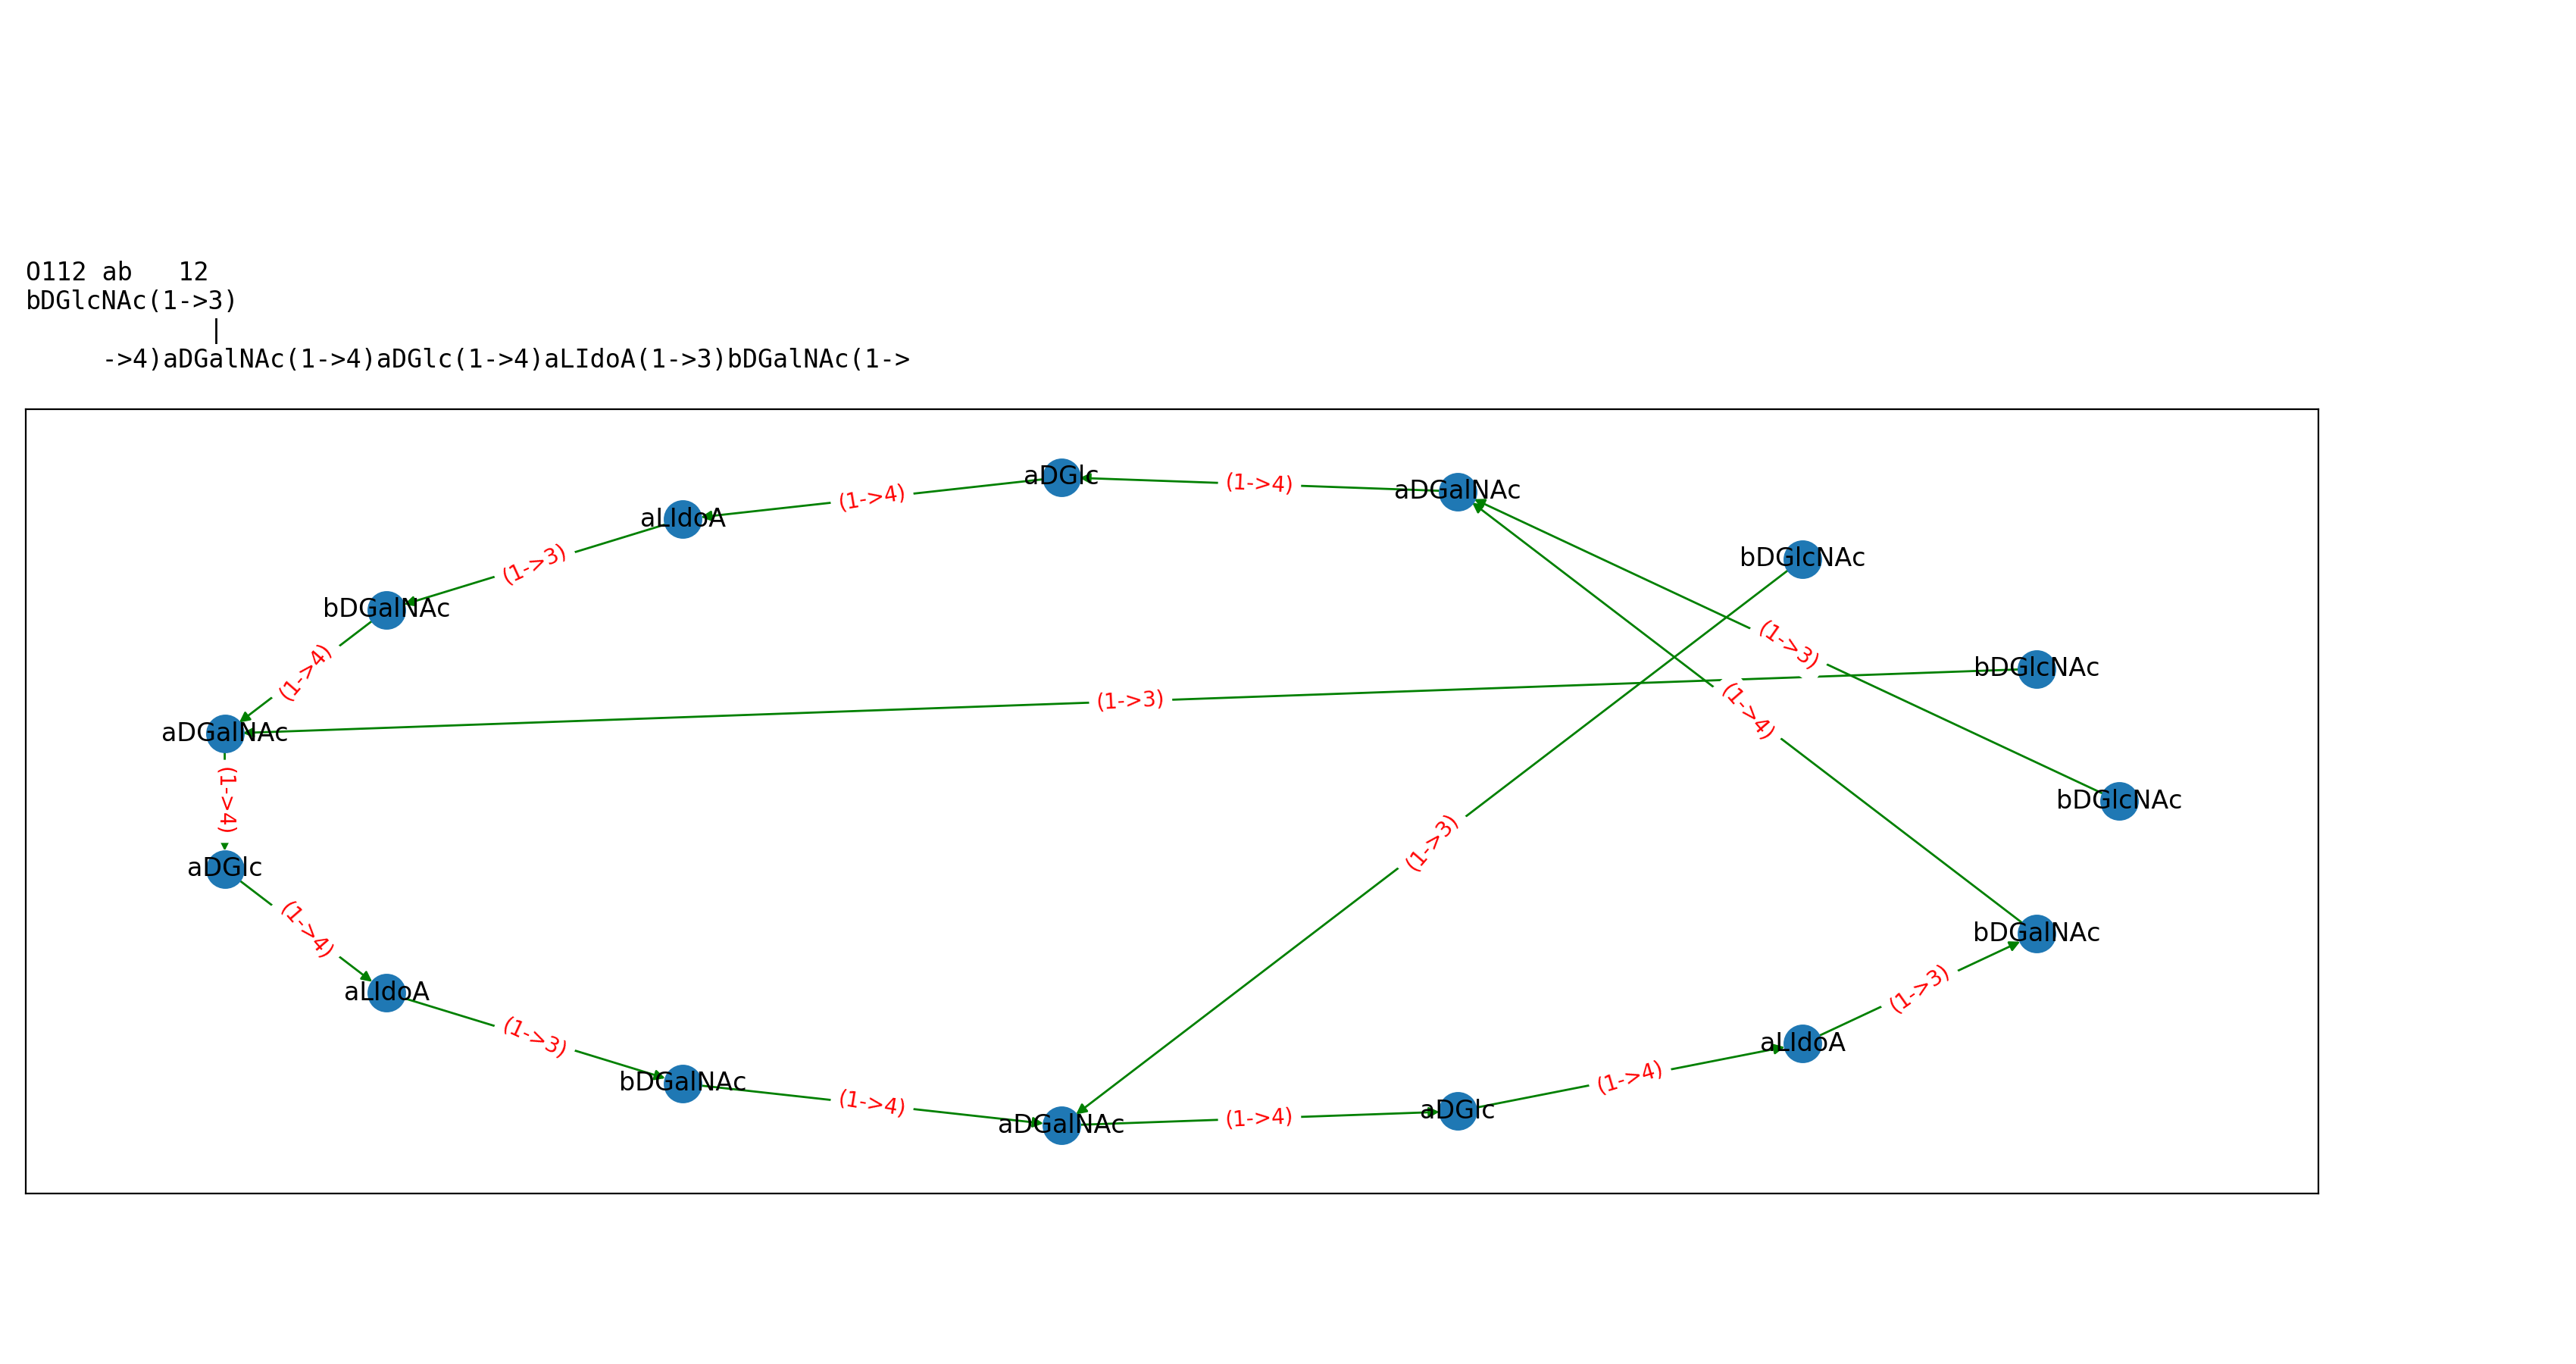 O112 ab   12
bDGlcNAc(1->3)
|
->4)aDGalNAc(1->4)aDGlc(1->4)aLIdoA(1->3)bDGalNAc(1->
aDGlc
(1->4)
aDGalNAc
(1->4)
aLIdoA
(1->3)
bDGlcNAc
bDGalNAc
(1->3)
(1->4)
bDGlcNAc
(1->3)
(1->4)
aDGalNAc
(1->4)
bDGlcNAc
(1->3)
aDGlc
(1->4)
bDGalNAc
aLIdoA
(1->3)
(1->3)
aLIdoA
bDGalNAc
(1->4)
(1->4)
aDGalNAc
(1->4)
aDGlc